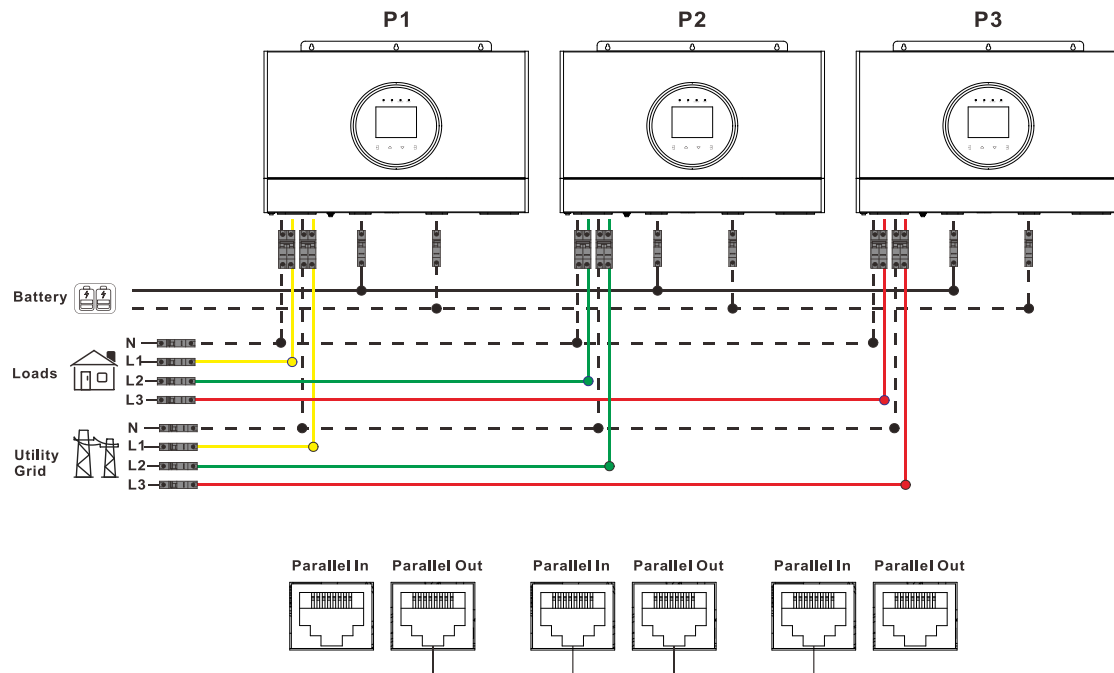 P1
P2
P3
Battery
Loads
N
L1
L2
L3
Utility
Grid
N
L1
L2
L3
Parallel In
Parallel Out
Parallel In
Parallel Out
Parallel In
Parallel Out